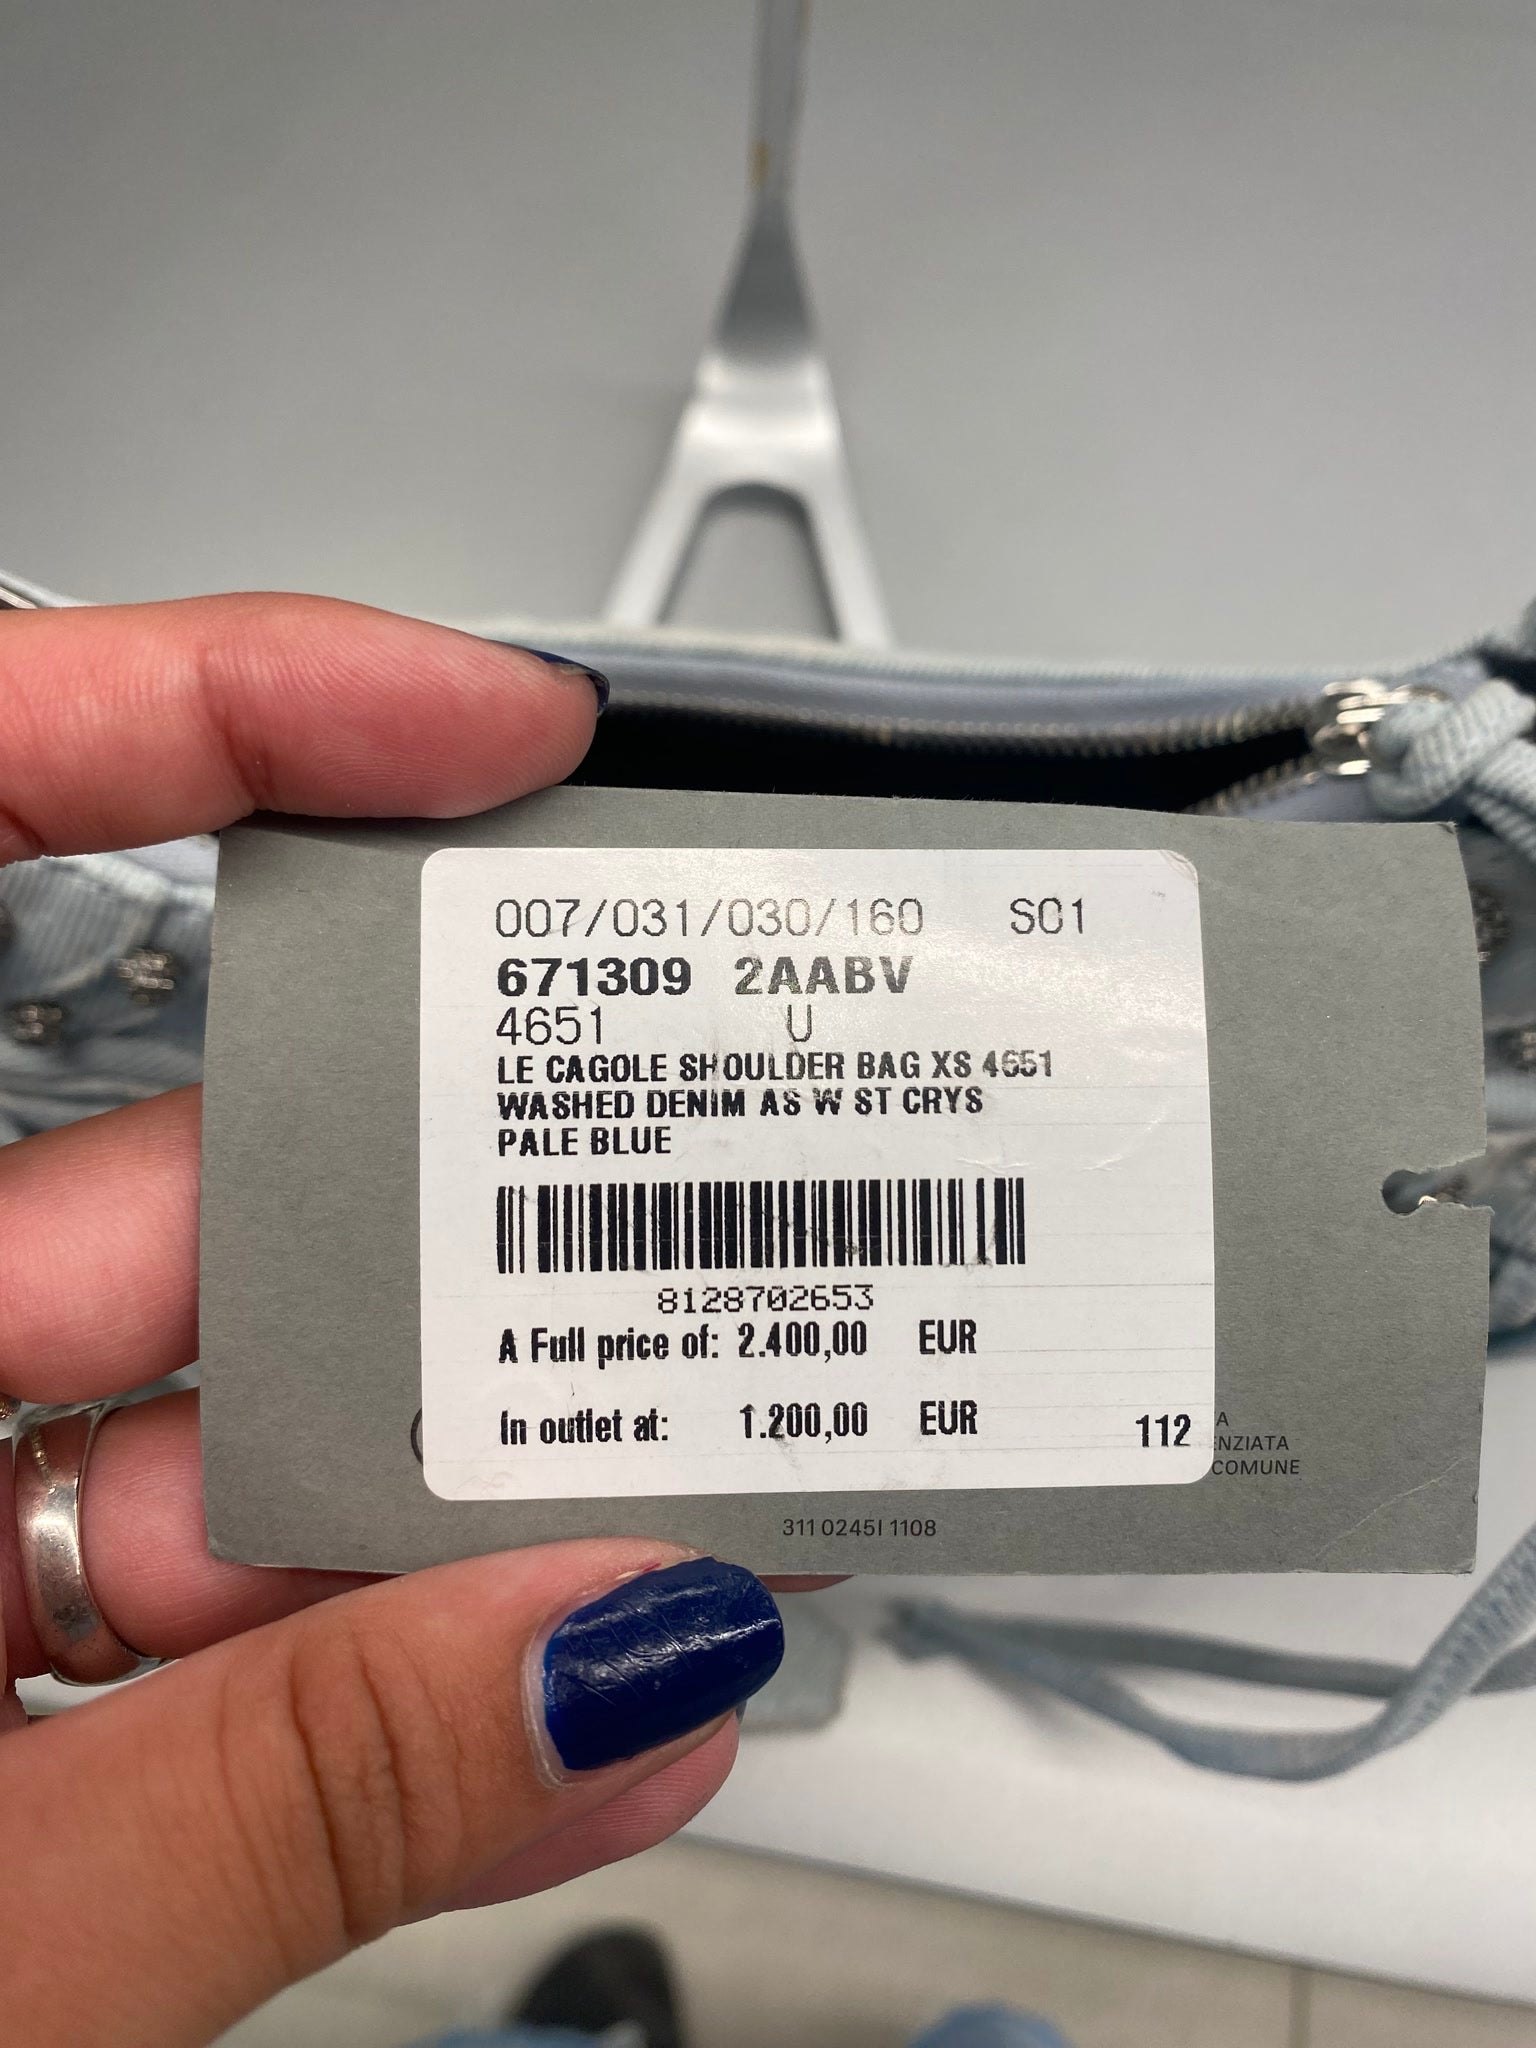 007/031/030/160 S01
671309 2AABV
4651 U
LE CAGOLE SHOULDER BAG XS 4651
WASHED DENIM AS W ST CRYS
PALE BLUE
8128702653
A Full price of: 2.400,00 EUR
In outlet at: 1.200,00 EUR 112
A
ENZIATA
COMUNE
311 0245I 1108